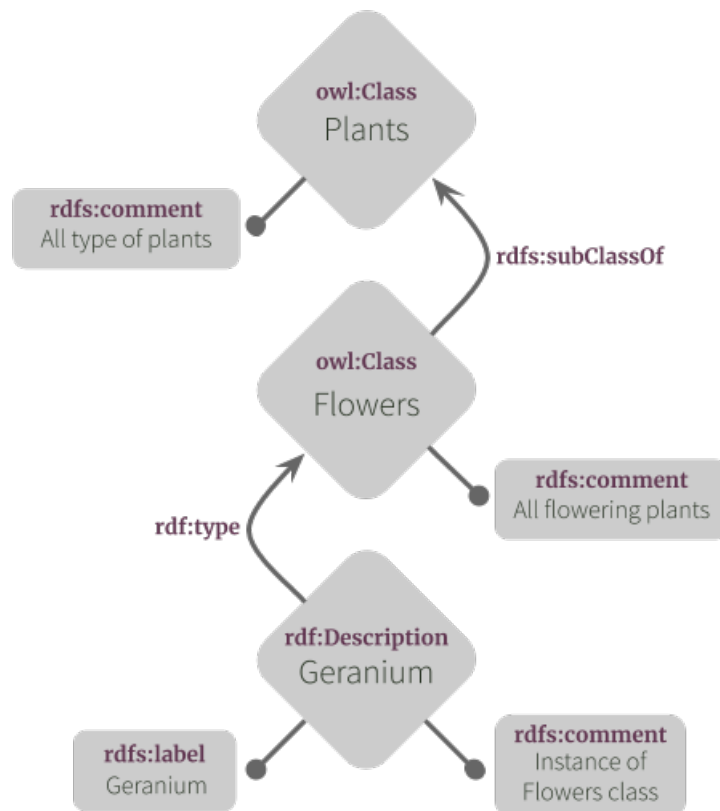 owl:Class
Plants
rdfs:comment
All type of plants
rdfs:subClassOf
owl:Class
Flowers
rdfs:comment
All flowering plants
rdf:type
rdf:Description
Geranium
rdfs:label
Geranium
rdfs:comment
Instance of
Flowers class